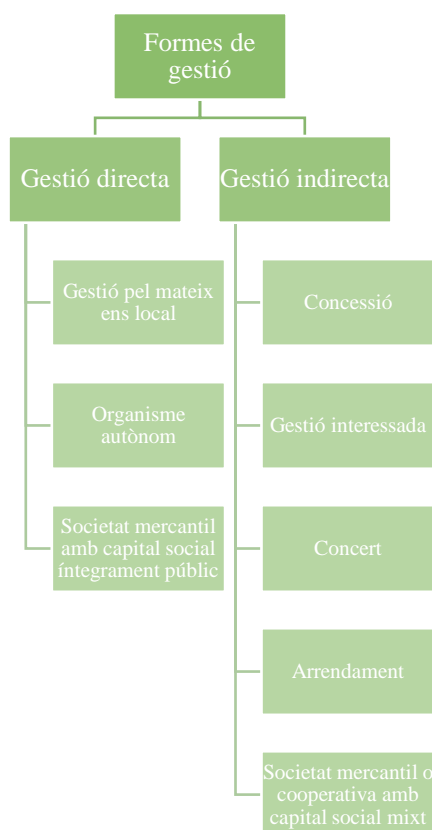 Formes de
gestió
Gestió directa
Gestió indirecta
Gestió pel mateix
ens local
Organisme
autònom
Societat mercantil
amb capital social
íntegrament públic
Concessió
Gestió interessada
Concert
Arrendament
Societat mercantil o
cooperativa amb
capital social mixt